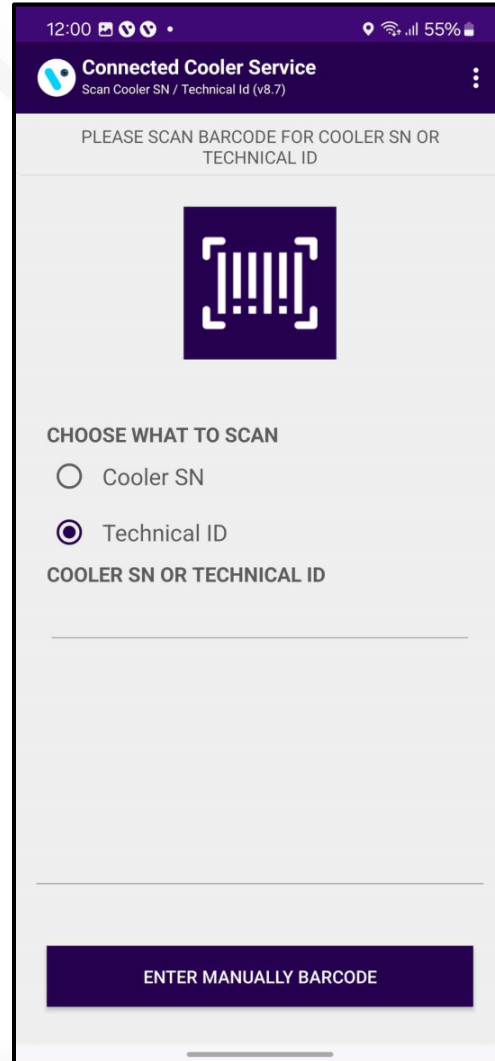 12:00 55%
Connected Cooler Service
Scan Cooler SN / Technical Id (v8.7)
PLEASE SCAN BARCODE FOR COOLER SN OR
TECHNICAL ID
CHOOSE WHAT TO SCAN
Cooler SN
Technical ID
COOLER SN OR TECHNICAL ID
ENTER MANUALLY BARCODE